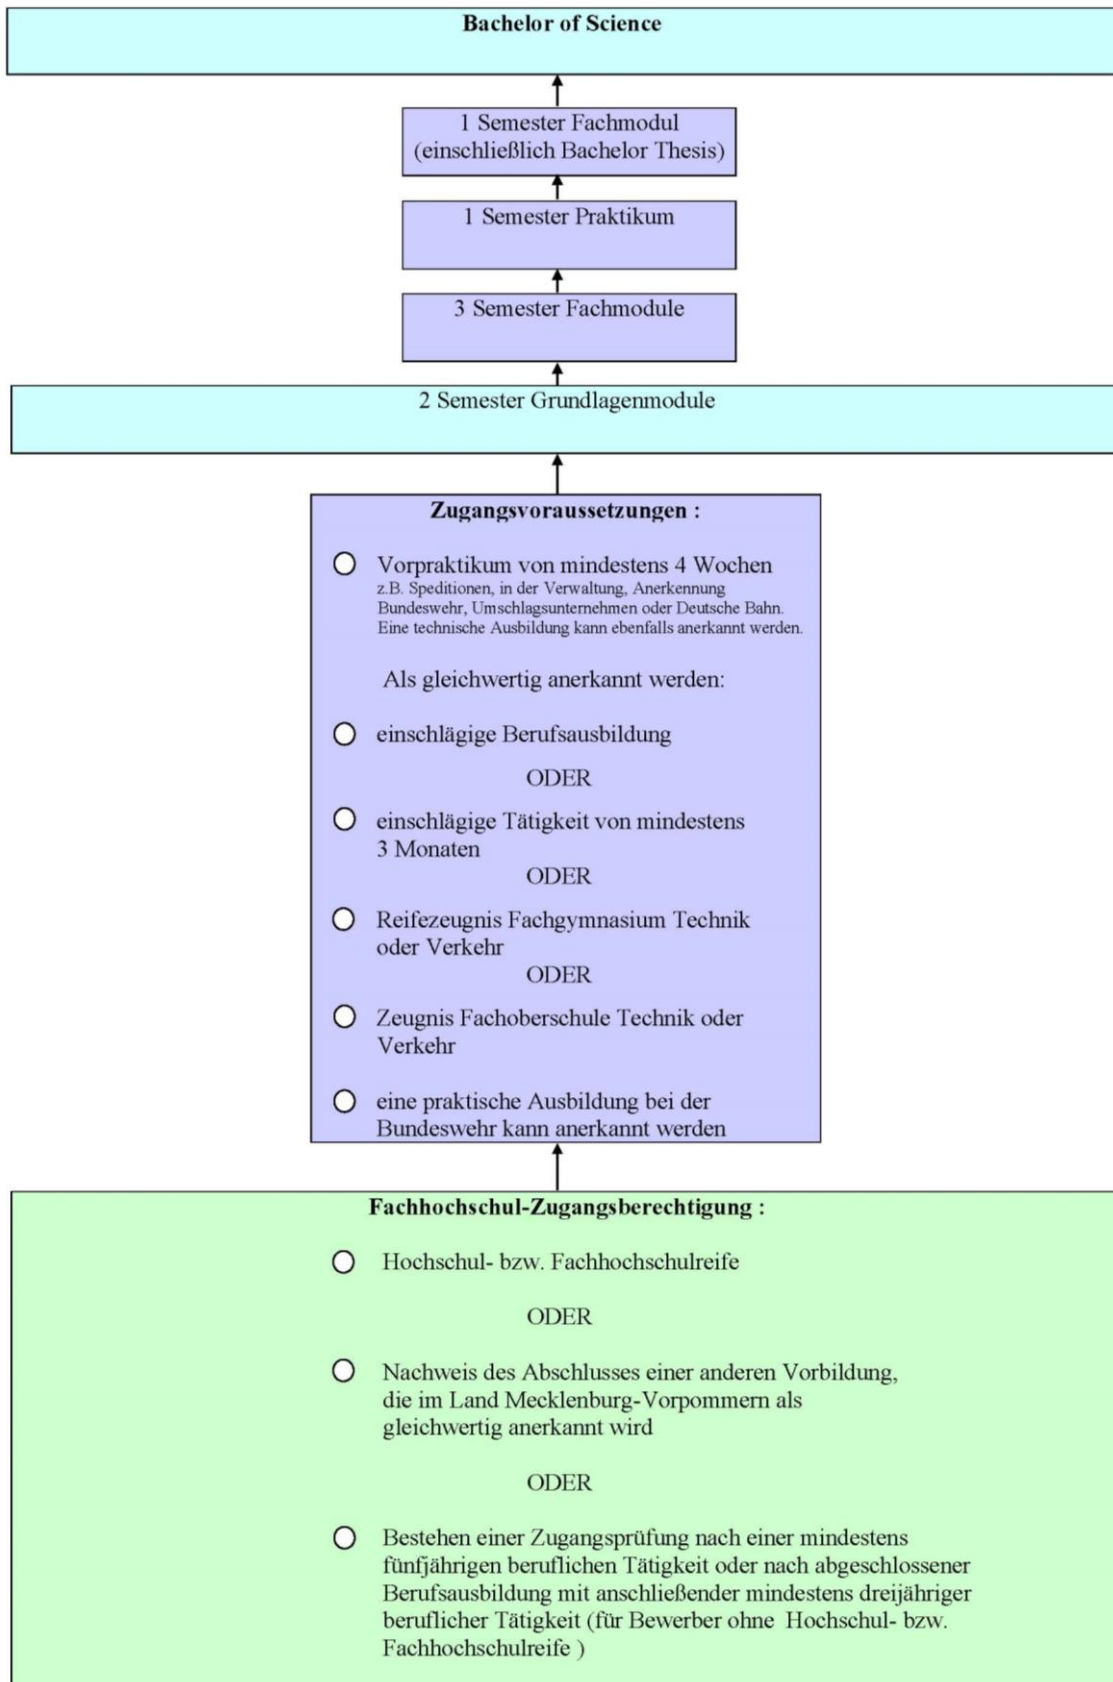 Bachelor of Science
1 Semester Fachmodul
(einschließlich Bachelor Thesis)
1 Semester Praktikum
3 Semester Fachmodule
2 Semester Grundlagenmodule
Zugangsvoraussetzungen :
Vorpraktikum von mindestens 4 Wochen
z.B. Speditionen, in der Verwaltung, Anerkennung
Bundeswehr, Umschlagsunternehmen oder Deutsche Bahn.
Eine technische Ausbildung kann ebenfalls anerkannt werden.
Als gleichwertig anerkannt werden:
einschlägige Berufsausbildung
ODER
einschlägige Tätigkeit von mindestens
3 Monaten
ODER
Reifezeugnis Fachgymnasium Technik
oder Verkehr
ODER
Zeugnis Fachoberschule Technik oder
Verkehr
eine praktische Ausbildung bei der
Bundeswehr kann anerkannt werden
Fachhochschul-Zugangsberechtigung :
Hochschul- bzw. Fachhochschulreife
ODER
Nachweis des Abschlusses einer anderen Vorbildung,
die im Land Mecklenburg-Vorpommern als
gleichwertig anerkannt wird
ODER
Bestehen einer Zugangsprüfung nach einer mindestens
fünfjährigen beruflichen Tätigkeit oder nach abgeschlossener
Berufsausbildung mit anschließender mindestens dreijähriger
beruflicher Tätigkeit (für Bewerber ohne Hochschul- bzw.
Fachhochschulreife )